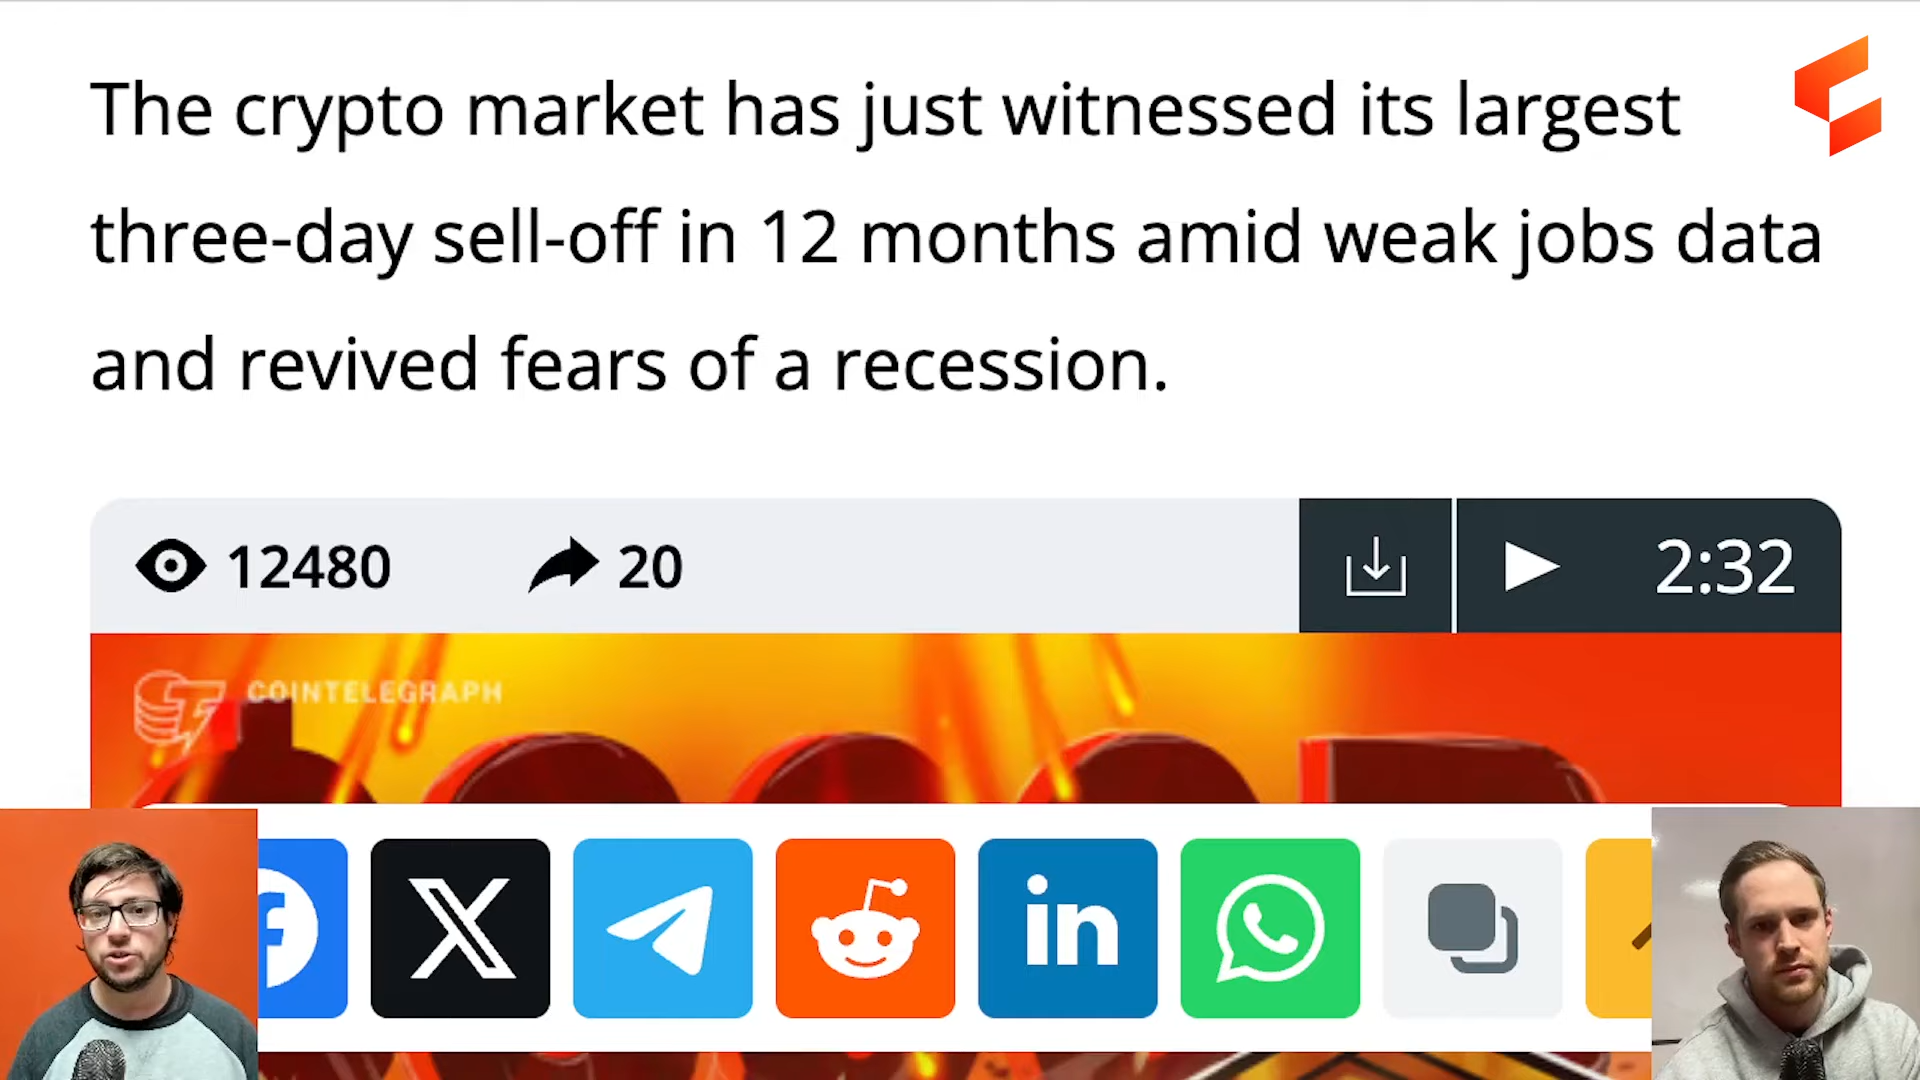 The crypto market has just witnessed its largest
three-day sell-off in 12 months amid weak jobs data
and revived fears of a recession.
12480
20
2:32
COINTELEGRAPH
in